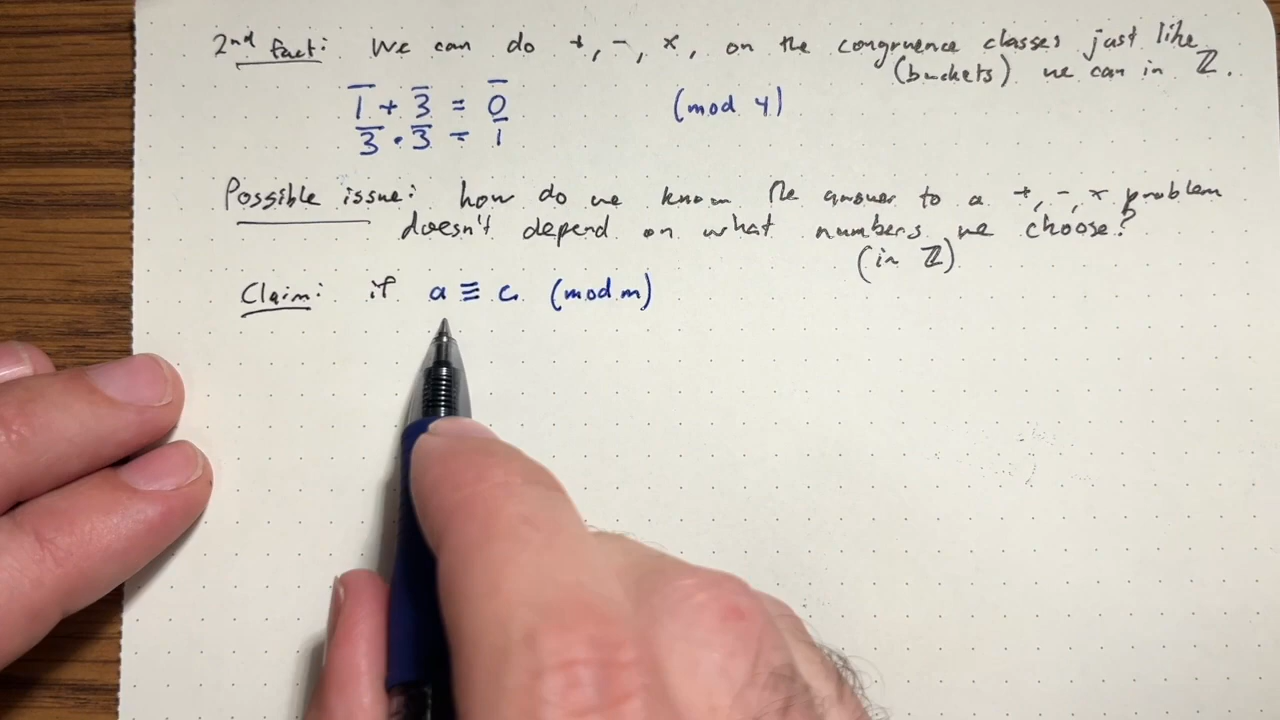 2nd fact: We can do +, -, ×, on the congruence classes just like
(buckets) we can in ℤ.
1̅ + 3̅ = 0̅ (mod 4)
3̅ · 3̅ = 1̅
Possible issue: how do we know the answer to a +, -, × problem
doesn't depend on what numbers we choose?
(in ℤ)
Claim: if a ≡ c (mod m)